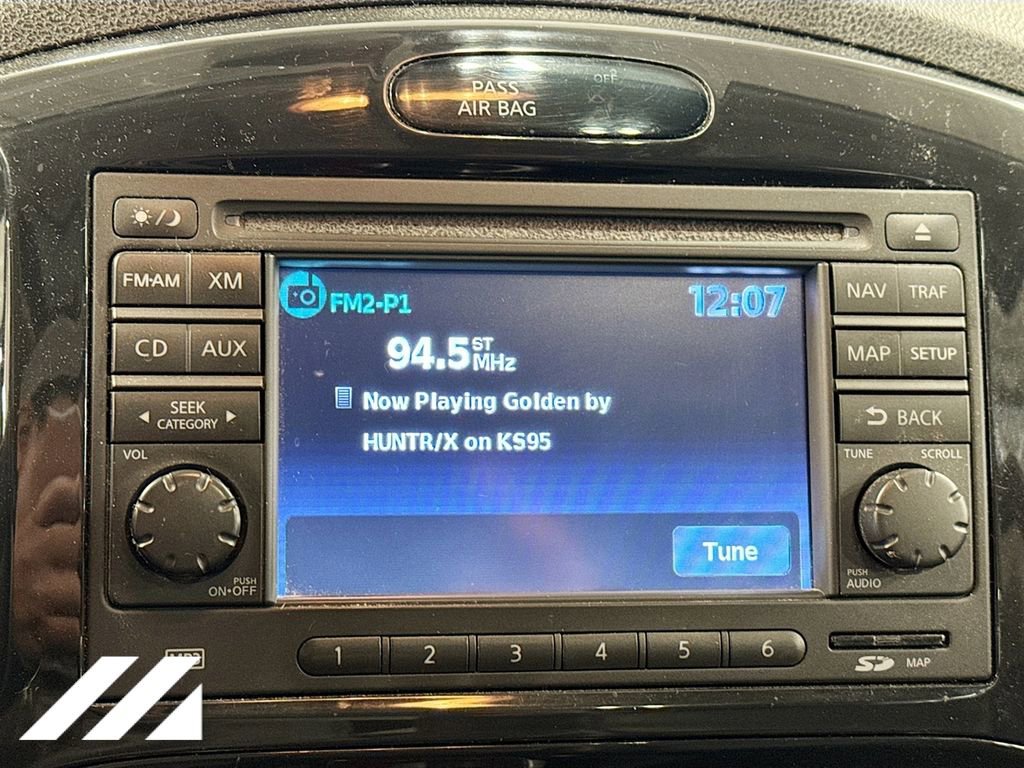 PASS
AIR BAG
OFF
FM·AM
XM
CD
AUX
SEEK
CATEGORY
VOL
PUSH
ON•OFF
FM2-P1
12:07
94.5 ST
MHz
Now Playing Golden by
HUNTR/X on KS95
Tune
NAV
TRAF
MAP
SETUP
BACK
TUNE
SCROLL
PUSH
AUDIO
MP3
1
2
3
4
5
6
SD
MAP